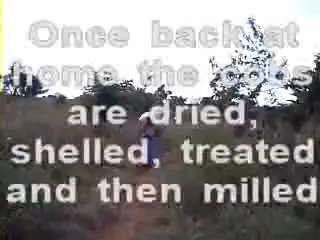 Once back at
home the cobs
are dried,
shelled, treated
and then milled